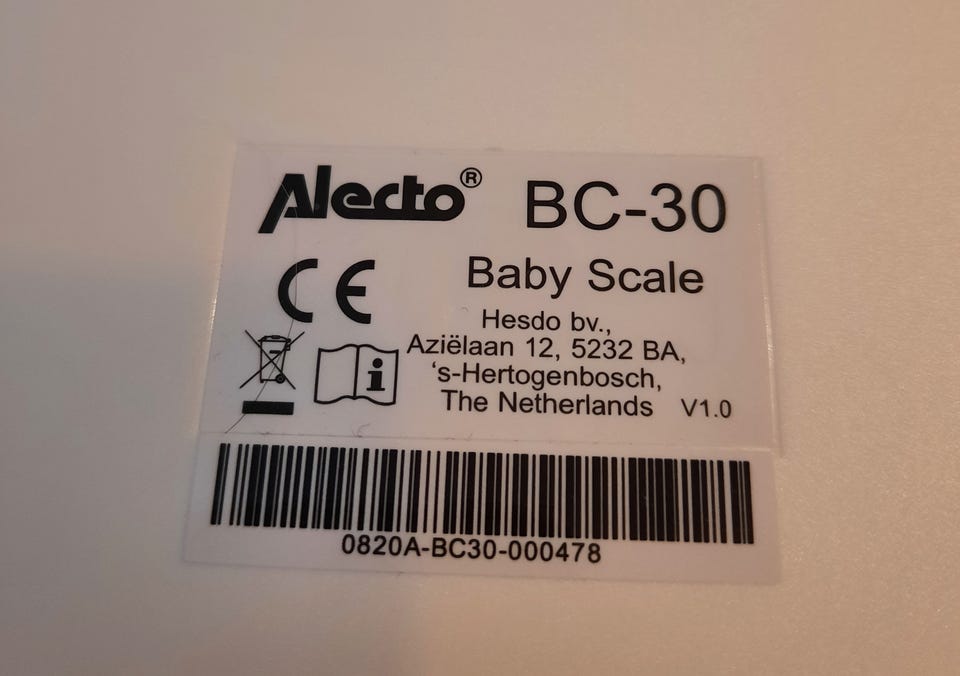 Alecto® BC-30
CE
Baby Scale
Hesdo bv.,
Aziëlaan 12, 5232 BA,
‘s-Hertogenbosch,
The Netherlands V1.0
i
0820A-BC30-000478